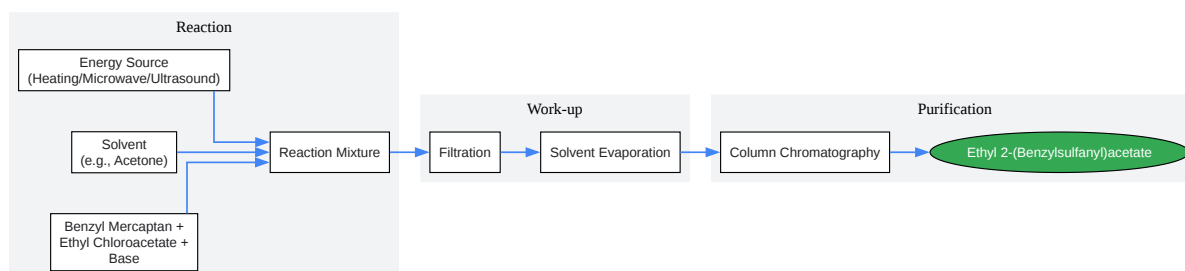 Reaction
Energy Source
(Heating/Microwave/Ultrasound)
Solvent
(e.g., Acetone)
Benzyl Mercaptan +
Ethyl Chloroacetate +
Base
Reaction Mixture
Work-up
Filtration
Solvent Evaporation
Purification
Column Chromatography
Ethyl 2-(Benzylsulfanyl)acetate